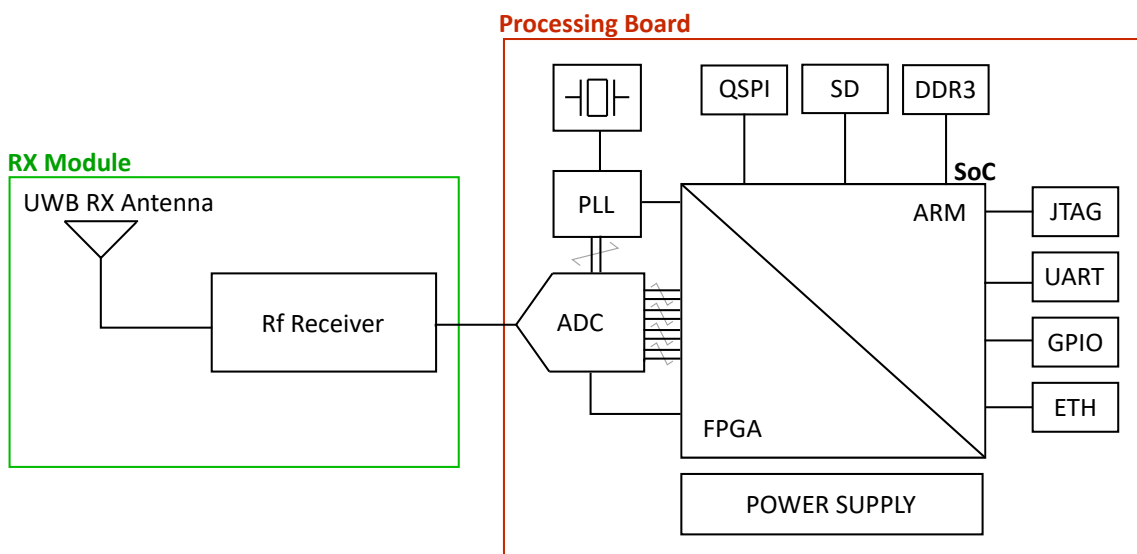 Processing Board
QSPI
SD
DDR3
RX Module
SoC
UWB RX Antenna
PLL
ARM
JTAG
UART
Rf Receiver
ADC
GPIO
ETH
FPGA
POWER SUPPLY